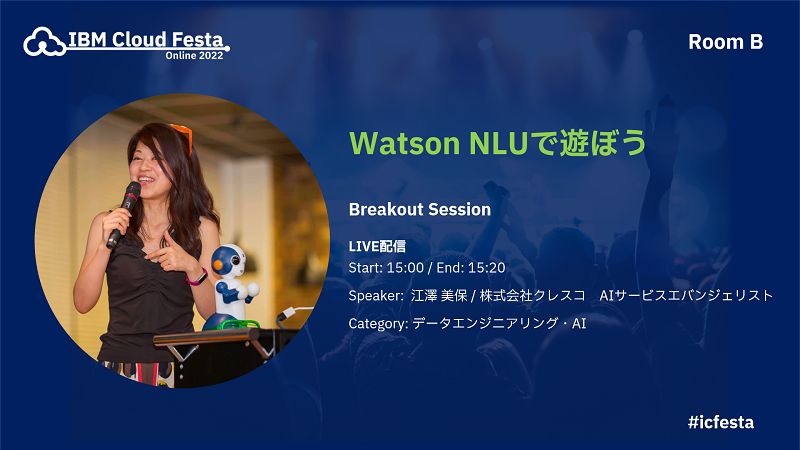 IBM Cloud Festa
Online 2022
Room B
Watson NLUで遊ぼう
Breakout Session
LIVE配信
Start: 15:00 / End: 15:20
Speaker: 江澤 美保 / 株式会社クレスコ　AIサービスエバンジェリスト
Category: データエンジニアリング・AI
#icfesta